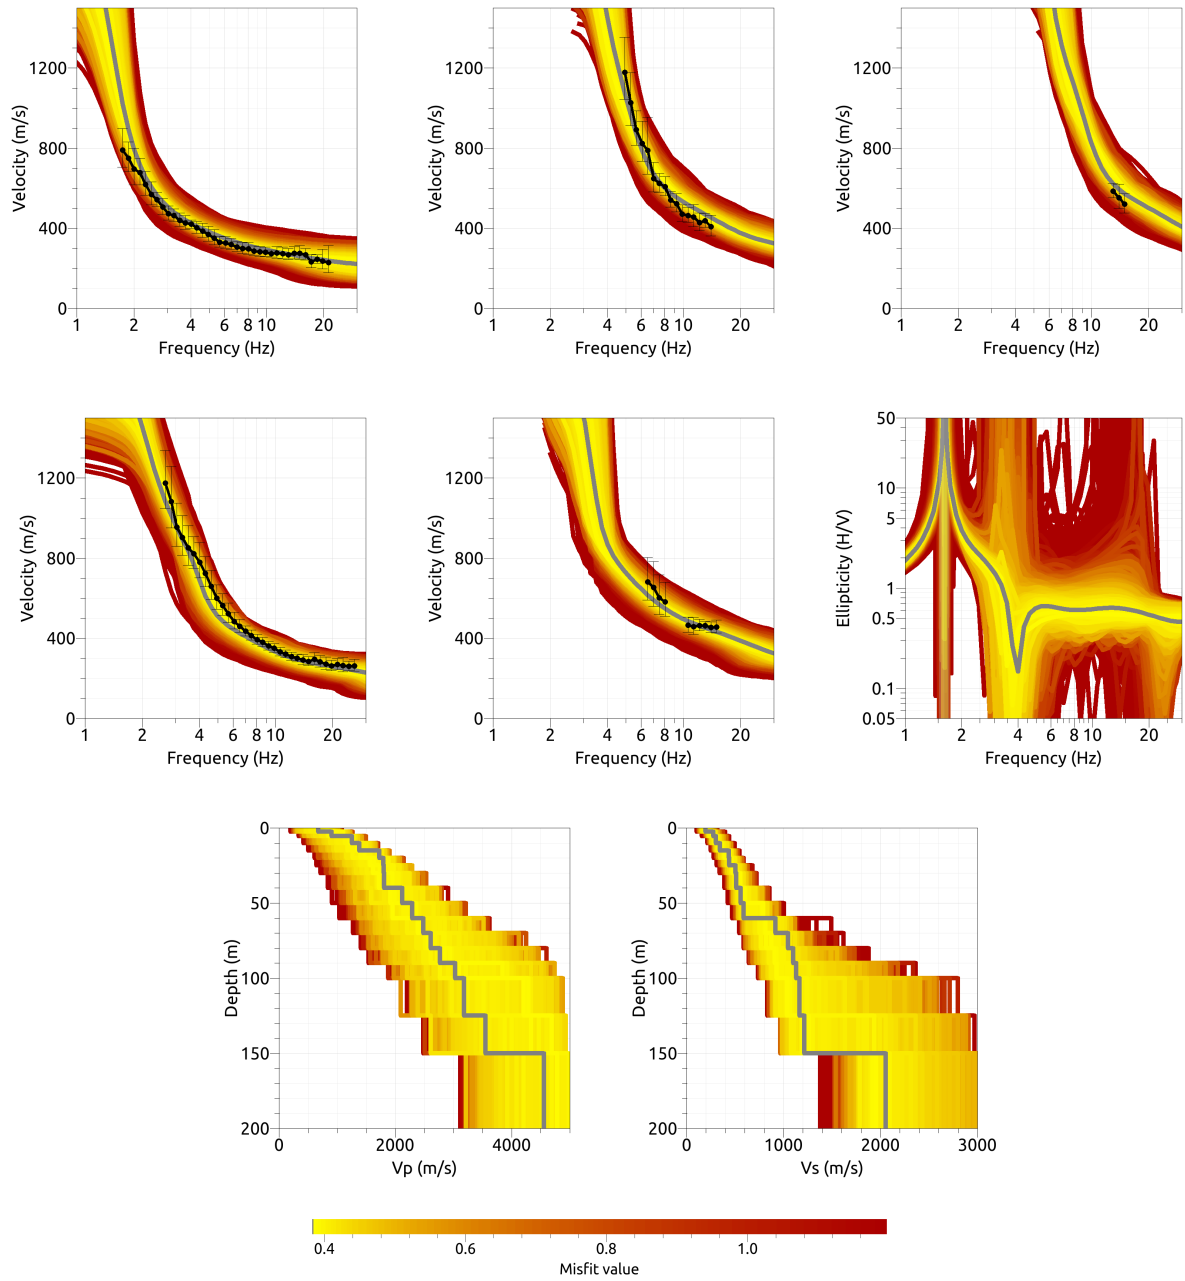 Velocity (m/s)
1200
800
400
0
1 2 4 6 8 10 20
Frequency (Hz)
Velocity (m/s)
1200
800
400
0
1 2 4 6 8 10 20
Frequency (Hz)
Velocity (m/s)
1200
800
400
0
1 2 4 6 8 10 20
Frequency (Hz)
Velocity (m/s)
1200
800
400
0
1 2 4 6 8 10 20
Frequency (Hz)
Velocity (m/s)
1200
800
400
0
1 2 4 6 8 10 20
Frequency (Hz)
Ellipticity (H/V)
50
10
5
1
0.5
0.1
0.05
1 2 4 6 8 10 20
Frequency (Hz)
Depth (m)
0
50
100
150
200
0 2000 4000
Vp (m/s)
Depth (m)
0
50
100
150
200
0 1000 2000 3000
Vs (m/s)
0.4 0.6 0.8 1.0
Misfit value